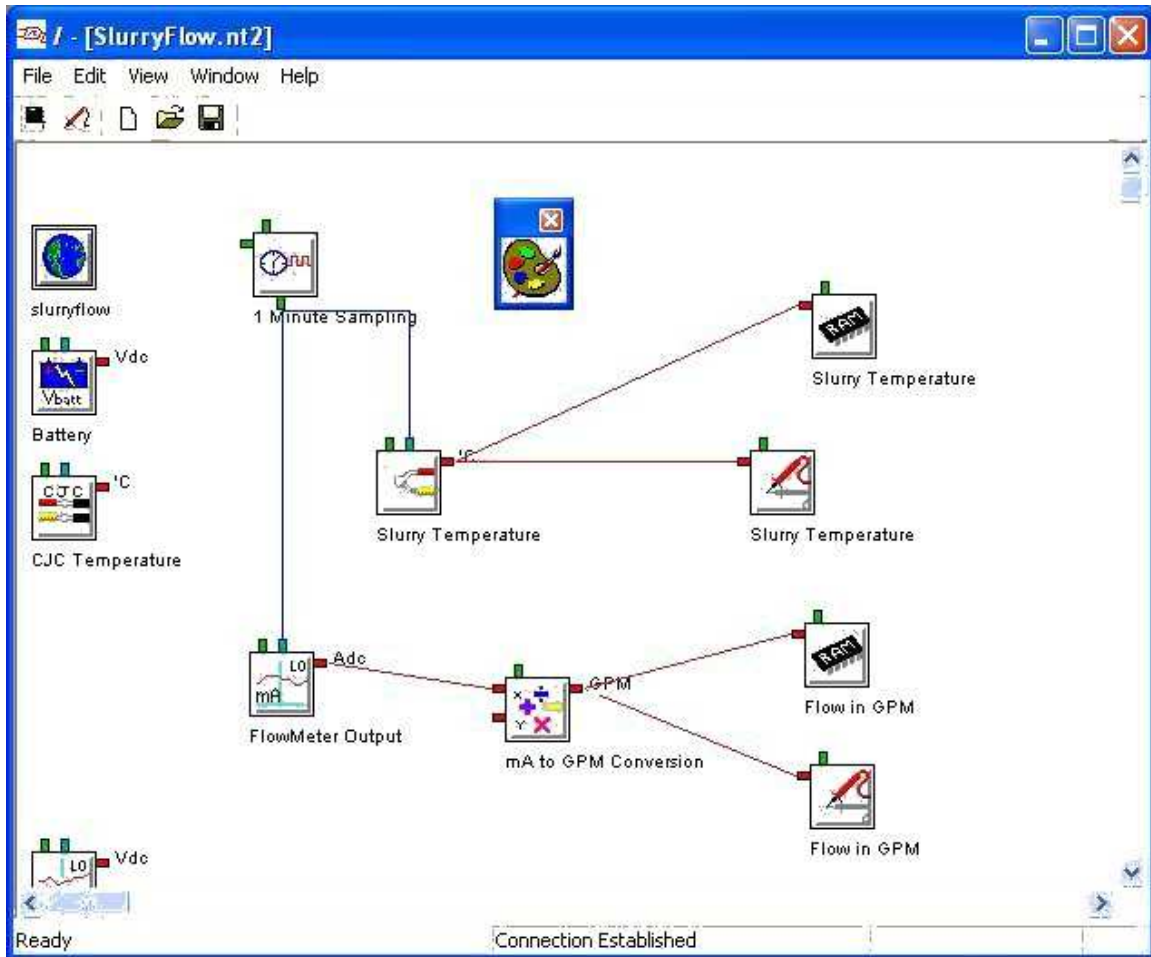 / - [SlurryFlow.nt2]
File Edit View Window Help
slurryflow
1 Minute Sampling
Vdc
Vbatt
Battery
'C
CJC
CJC Temperature
RAM
Slurry Temperature
'C
Slurry Temperature
Slurry Temperature
Adc
LO
mA
FlowMeter Output
X
Y
GPM
mA to GPM Conversion
RAM
Flow in GPM
Flow in GPM
Vdc
LO
Ready Connection Established